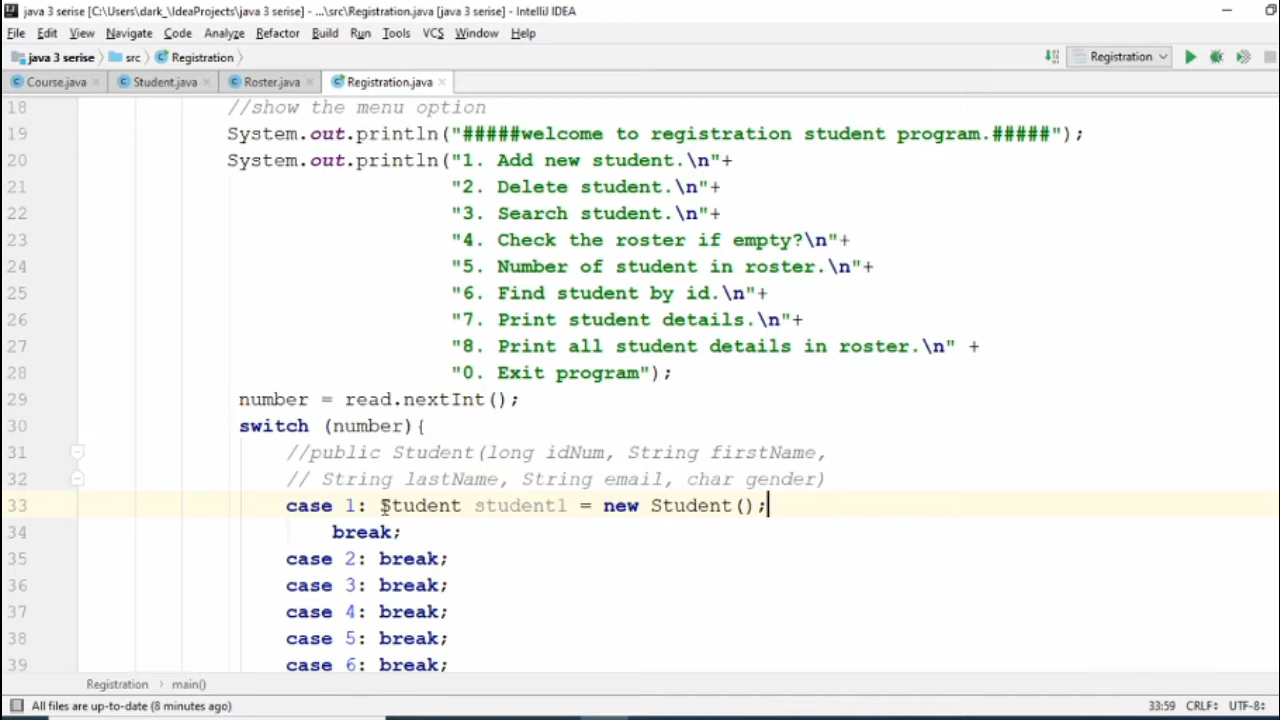 java 3 serise [C:\Users\dark_\IdeaProjects\java 3 serise] - ...\src\Registration.java [java 3 serise] - IntelliJ IDEA
File Edit View Navigate Code Analyze Refactor Build Run Tools VCS Window Help
java 3 serise src Registration Registration
Course.java Student.java Roster.java Registration.java
18 //show the menu option
19 System.out.println("#####welcome to registration student program.#####");
20 System.out.println("1. Add new student.\n"+
21 "2. Delete student.\n"+
22 "3. Search student.\n"+
23 "4. Check the roster if empty?\n"+
24 "5. Number of student in roster.\n"+
25 "6. Find student by id.\n"+
26 "7. Print student details.\n"+
27 "8. Print all student details in roster.\n" +
28 "0. Exit program");
29 number = read.nextInt();
30 switch (number){
31 //public Student(long idNum, String firstName,
32 // String lastName, String email, char gender)
33 case 1: Student student1 = new Student();
34 break;
35 case 2: break;
36 case 3: break;
37 case 4: break;
38 case 5: break;
39 case 6: break;
Registration main()
All files are up-to-date (8 minutes ago) 33:59 CRLF UTF-8